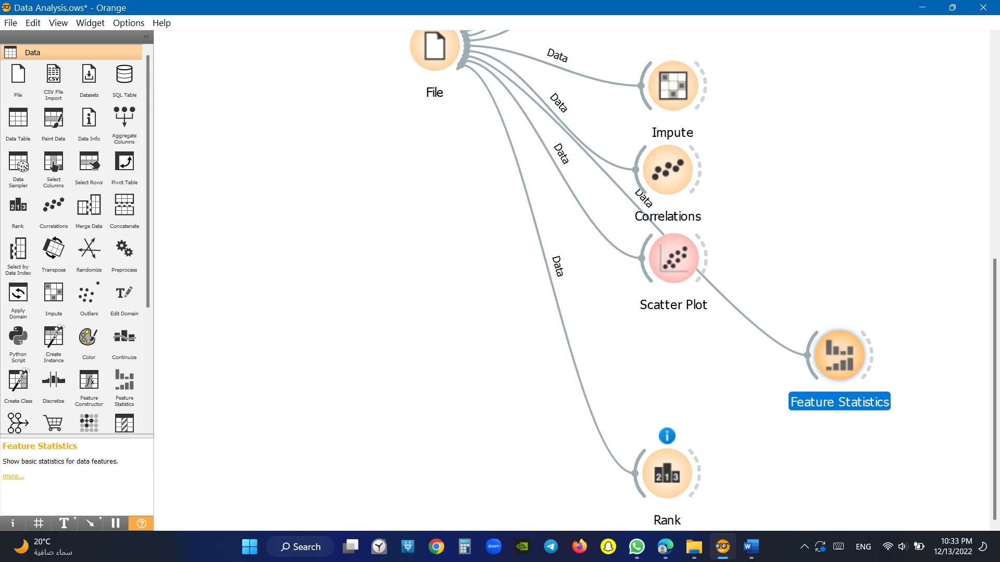 Data Analysis.ows* - Orange
File Edit View Widget Options Help
Data
File
CSV File
Import
Datasets
SQL Table
Data Table
Paint Data
Data Info
Aggregate
Columns
Data
Sampler
Select
Columns
Select Rows
Pivot Table
Rank
Correlations
Merge Data
Concatenate
Select by
Data Index
Transpose
Randomize
Preprocess
Apply
Domain
Impute
Outliers
Edit Domain
Python
Script
Create
Instance
Color
Continuize
Create Class
Discretize
Feature
Constructor
Feature
Statistics
Feature Statistics
Show basic statistics for data features.
more...
File
Data
Impute
Data
Correlations
Data
Data
Scatter Plot
Data
Feature Statistics
Rank
20°C
سماء صافية
Search
zoom
ENG
10:33 PM
12/13/2022